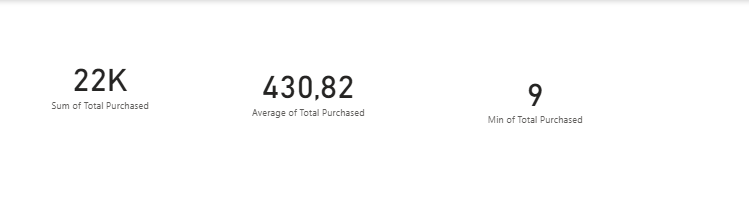 22K
Sum of Total Purchased
430,82
Average of Total Purchased
9
Min of Total Purchased